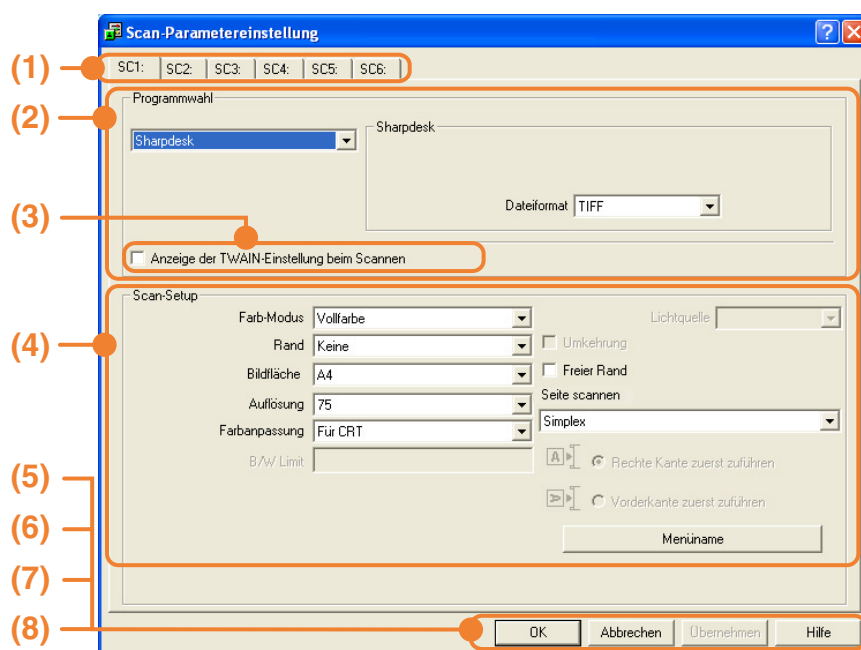 Scan-Parametereinstellung
(1)
SC1: SC2: SC3: SC4: SC5: SC6:
(2)
Programmwahl
Sharpdesk
Sharpdesk
Dateiformat TIFF
(3)
Anzeige der TWAIN-Einstellung beim Scannen
Scan-Setup
(4)
Farb-Modus Vollfarbe
Lichtquelle
Rand Keine
Umkehrung
Bildfläche A4
Freier Rand
Seite scannen
Auflösung 75
Simplex
Farbanpassung Für CRT
B/W Limit
A Rechte Kante zuerst zuführen
A Vorderkante zuerst zuführen
Menüname
(5)
(6)
(7)
(8)
OK Abbrechen Übernehmen Hilfe